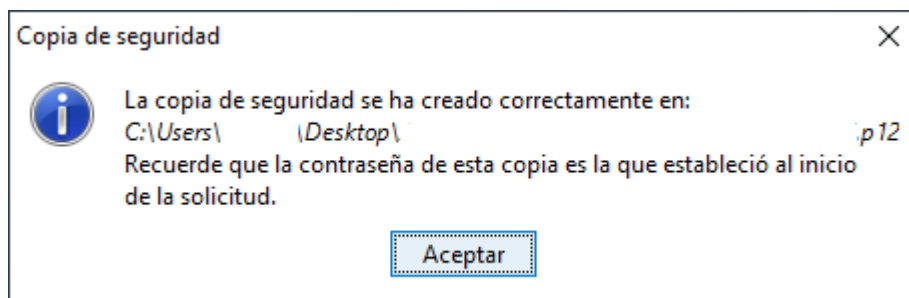 Copia de seguridad
La copia de seguridad se ha creado correctamente en:
C:\Users\ \Desktop\ .p12
Recuerde que la contraseña de esta copia es la que estableció al inicio
de la solicitud.
Aceptar